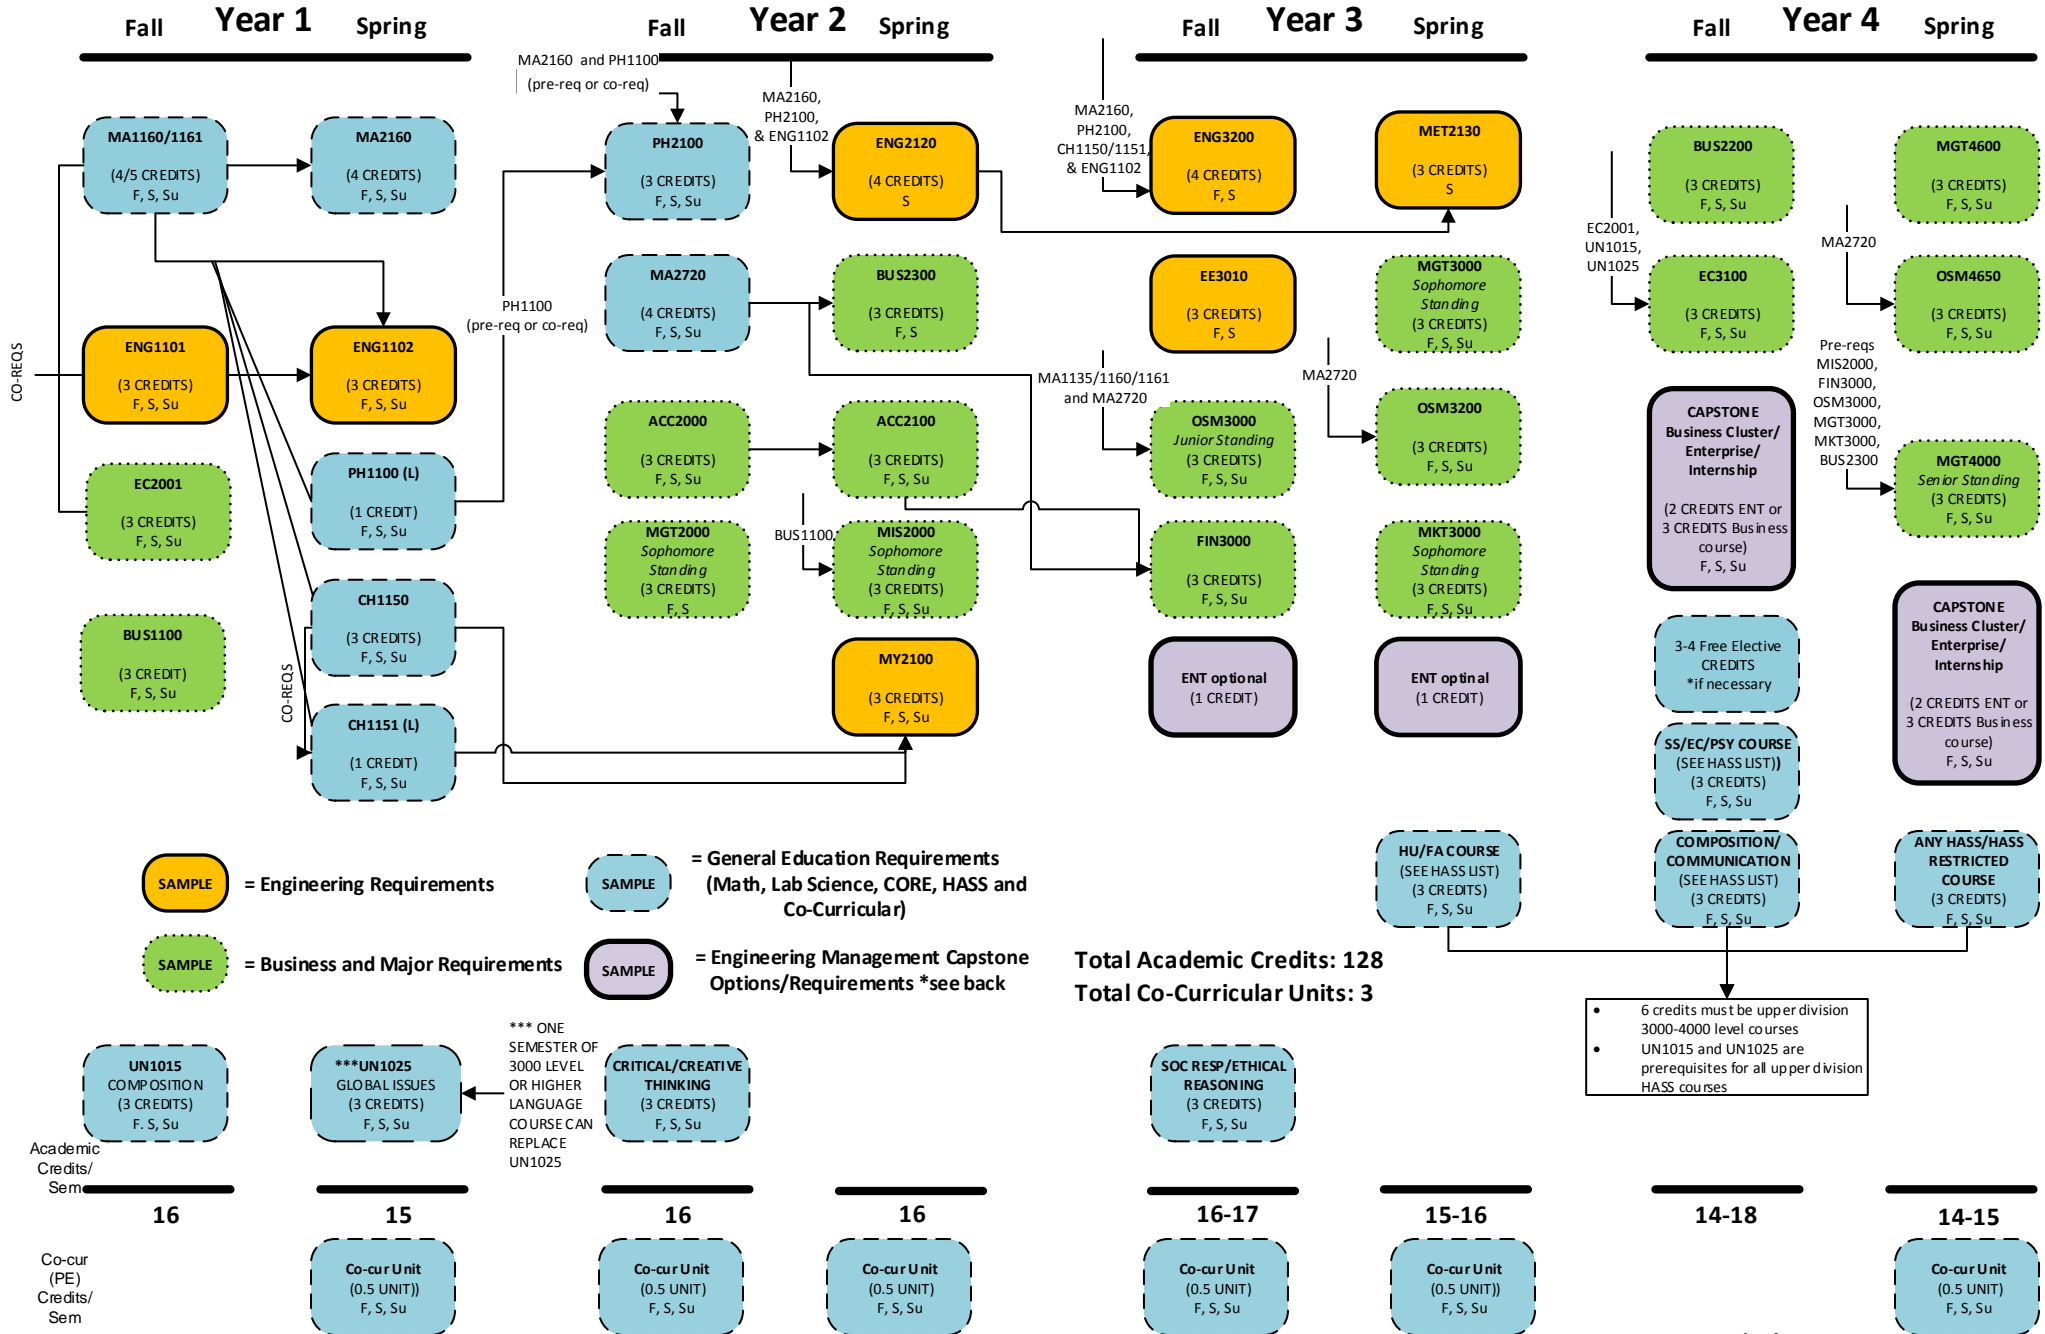 Fall
Year 1
Spring
Fall
Year 2
Spring
Fall
Year 3
Spring
Fall
Year 4
Spring
CO-REQS
MA1160/1161
(4/5 CREDITS)
F, S, Su
ENG1101
(3 CREDITS)
F, S, Su
EC2001
(3 CREDITS)
F, S, Su
BUS1100
(3 CREDIT)
F, S, Su
MA2160
(4 CREDITS)
F, S, Su
ENG1102
(3 CREDITS)
F, S, Su
PH1100 (L)
(1 CREDIT)
F, S, Su
CH1150
(3 CREDITS)
F, S, Su
CO-REQS
CH1151 (L)
(1 CREDIT)
F, S, Su
MA2160 and PH1100
(pre-req or co-req)
PH1100
(pre-req or co-req)
PH2100
(3 CREDITS)
F, S, Su
MA2720
(4 CREDITS)
F, S, Su
ACC2000
(3 CREDITS)
F, S, Su
MGT2000
Sophomore
Standing
(3 CREDITS)
F, S
MA2160,
PH2100,
& ENG1102
ENG2120
(4 CREDITS)
S
BUS2300
(3 CREDITS)
F, S
ACC2100
(3 CREDITS)
F, S, Su
BUS1100
MIS2000
Sophomore
Standing
(3 CREDITS)
F, S, Su
MY2100
(3 CREDITS)
F, S, Su
MA2160,
PH2100,
CH1150/1151,
& ENG1102
ENG3200
(4 CREDITS)
F, S
EE3010
(3 CREDITS)
F, S
MA1135/1160/1161
and MA2720
OSM3000
Junior Standing
(3 CREDITS)
F, S, Su
FIN3000
(3 CREDITS)
F, S, Su
ENT optional
(1 CREDIT)
MET2130
(3 CREDITS)
S
MGT3000
Sophomore
Standing
(3 CREDITS)
F, S, Su
MA2720
OSM3200
(3 CREDITS)
F, S, Su
MKT3000
Sophomore
Standing
(3 CREDITS)
F, S, Su
ENT optinal
(1 CREDIT)
HU/FA COURSE
(SEE HASS LIST)
(3 CREDITS)
F, S, Su
BUS2200
(3 CREDITS)
F, S, Su
EC2001,
UN1015,
UN1025
EC3100
(3 CREDITS)
F, S, Su
CAPSTONE
Business Cluster/
Enterprise/
Internship
(2 CREDITS ENT or
3 CREDITS Business
course)
F, S, Su
3-4 Free Elective
CREDITS
*if necessary
SS/EC/PSY COURSE
(SEE HASS LIST))
(3 CREDITS)
F, S, Su
COMPOSITION/
COMMUNICATION
(SEE HASS LIST)
(3 CREDITS)
F, S, Su
MGT4600
(3 CREDITS)
F, S, Su
MA2720
OSM4650
(3 CREDITS)
F, S, Su
Pre-reqs
MIS2000,
FIN3000,
OSM3000,
MGT3000,
MKT3000,
BUS2300
MGT4000
Senior Standing
(3 CREDITS)
F, S, Su
CAPSTONE
Business Cluster/
Enterprise/
Internship
(2 CREDITS ENT or
3 CREDITS Business
course)
F, S, Su
ANY HASS/HASS
RESTRICTED
COURSE
(3 CREDITS)
F, S, Su
SAMPLE
= Engineering Requirements
SAMPLE
= General Education Requirements
(Math, Lab Science, CORE, HASS and
Co-Curricular)
SAMPLE
= Business and Major Requirements
SAMPLE
= Engineering Management Capstone
Options/Requirements *see back
Total Academic Credits: 128
Total Co-Curricular Units: 3
• 6 credits must be upper division
3000-4000 level courses
• UN1015 and UN1025 are
prerequisites for all upper division
HASS courses
UN1015
COMPOSITION
(3 CREDITS)
F. S, Su
***UN1025
GLOBAL ISSUES
(3 CREDITS)
F, S, Su
*** ONE
SEMESTER OF
3000 LEVEL
OR HIGHER
LANGUAGE
COURSE CAN
REPLACE
UN1025
CRITICAL/CREATIVE
THINKING
(3 CREDITS)
F, S, Su
SOC RESP/ETHICAL
REASONING
(3 CREDITS)
F, S, Su
Academic
Credits/
Sem
16
15
16
16
16-17
15-16
14-18
14-15
Co-cur
(PE)
Credits/
Sem
Co-cur Unit
(0.5 UNIT))
F, S, Su
Co-cur Unit
(0.5 UNIT)
F, S, Su
Co-cur Unit
(0.5 UNIT)
F, S, Su
Co-cur Unit
(0.5 UNIT)
F, S, Su
Co-cur Unit
(0.5 UNIT))
F, S, Su
Co-cur Unit
(0.5 UNIT)
F, S, Su